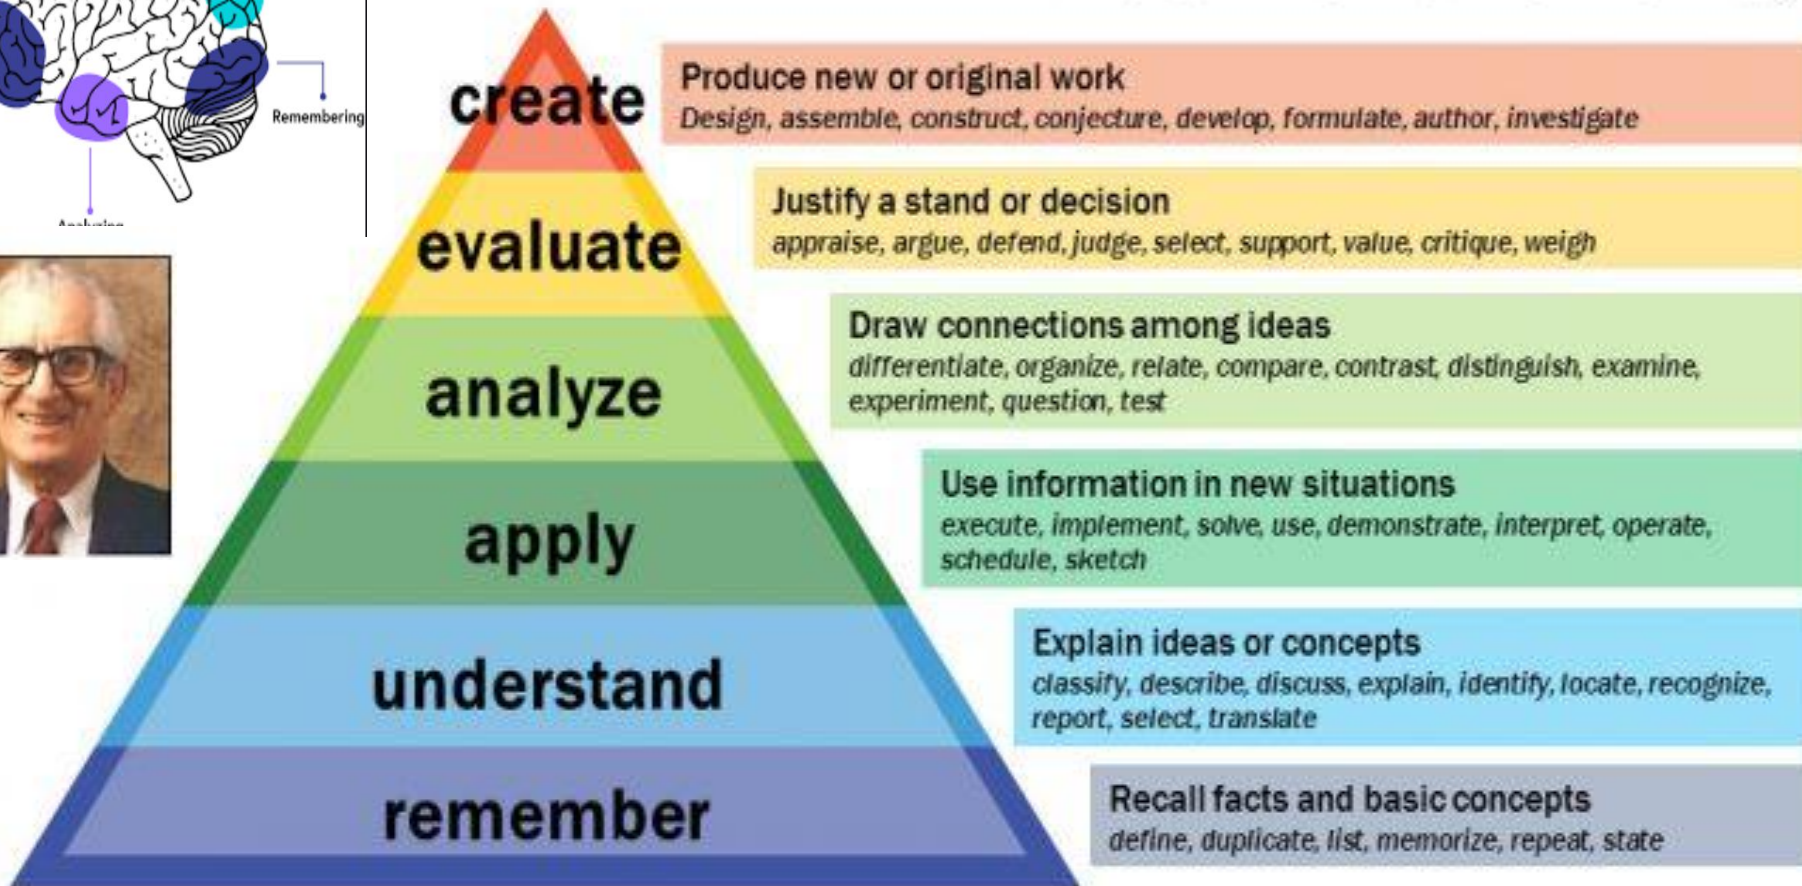 Remembering
create
Produce new or original work
Design, assemble, construct, conjecture, develop, formulate, author, investigate
evaluate
Justify a stand or decision
appraise, argue, defend, judge, select, support, value, critique, weigh
analyze
Draw connections among ideas
differentiate, organize, relate, compare, contrast, distinguish, examine,
experiment, question, test
apply
Use information in new situations
execute, implement, solve, use, demonstrate, interpret, operate,
schedule, sketch
understand
Explain ideas or concepts
classify, describe, discuss, explain, identify, locate, recognize,
report, select, translate
remember
Recall facts and basic concepts
define, duplicate, list, memorize, repeat, state